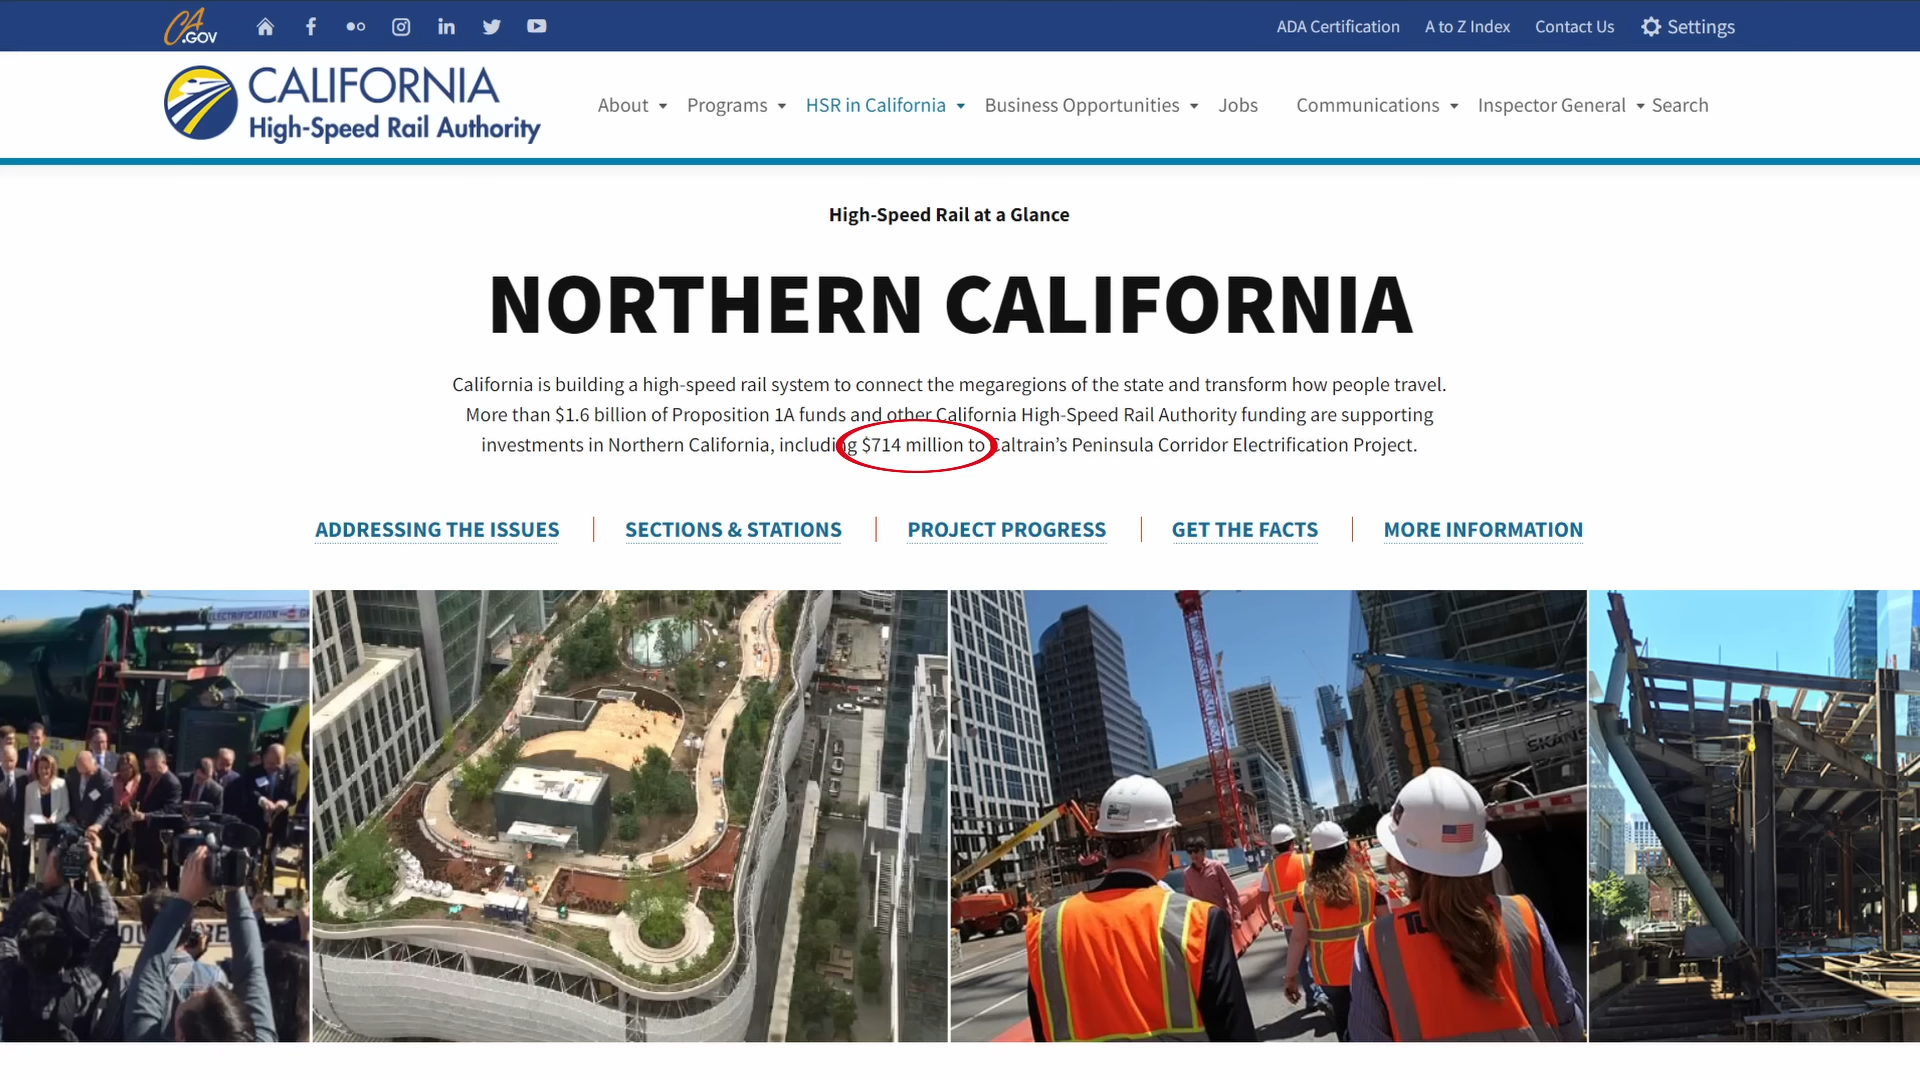 CA.GOV
ADA Certification A to Z Index Contact Us Settings
CALIFORNIA
High-Speed Rail Authority
About Programs HSR in California Business Opportunities Jobs Communications Inspector General Search
High-Speed Rail at a Glance
NORTHERN CALIFORNIA
California is building a high-speed rail system to connect the megaregions of the state and transform how people travel.
More than $1.6 billion of Proposition 1A funds and other California High-Speed Rail Authority funding are supporting
investments in Northern California, including $714 million to Caltrain's Peninsula Corridor Electrification Project.
ADDRESSING THE ISSUES SECTIONS & STATIONS PROJECT PROGRESS GET THE FACTS MORE INFORMATION
ELECTRIFICATION
SKANS